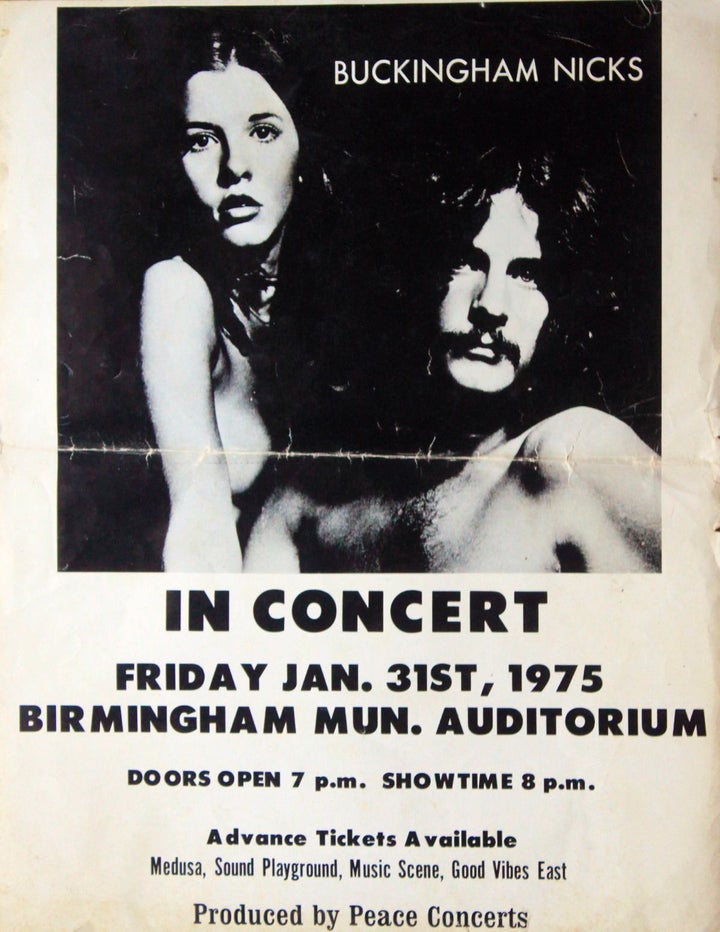 BUCKINGHAM NICKS
IN CONCERT
FRIDAY JAN. 31ST, 1975
BIRMINGHAM MUN. AUDITORIUM
DOORS OPEN 7 p.m. SHOWTIME 8 p.m.
Advance Tickets Available
Medusa, Sound Playground, Music Scene, Good Vibes East
Produced by Peace Concerts